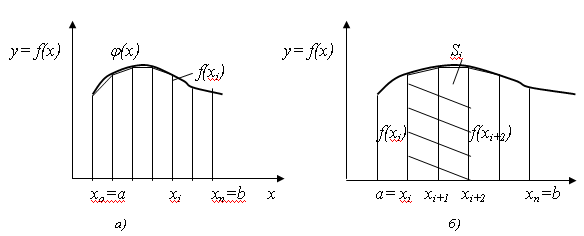 y = f(x)
φ(x)
f(xi)
x0=a
xi
xn=b
x
а)
y = f(x)
Si
f(xi)
f(xi+2)
a = xi
xi+1
xi+2
xn=b
б)